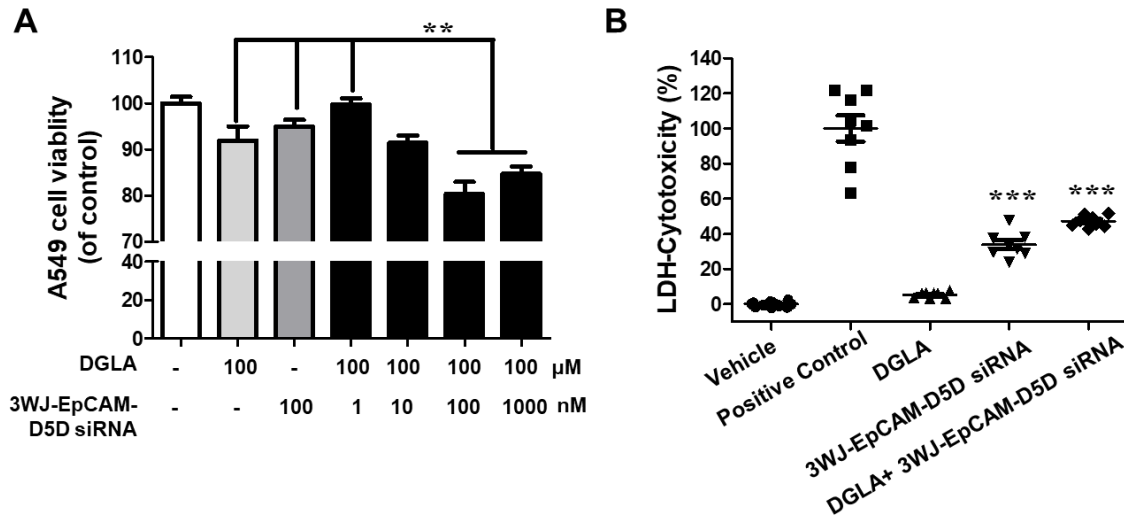 A
**
110
100
90
80
70
40
20
0
A549 cell viablity
(of control)
DGLA - 100 - 100 100 100 100 µM
3WJ-EpCAM- - - 100 1 10 100 1000 nM
D5D siRNA
B
LDH-Cytotoxicity (%)
140
120
100
80
60
40
20
0
***
***
Vehicle
Positive Control
DGLA
3WJ-EpCAM-D5D siRNA
DGLA+ 3WJ-EpCAM-D5D siRNA